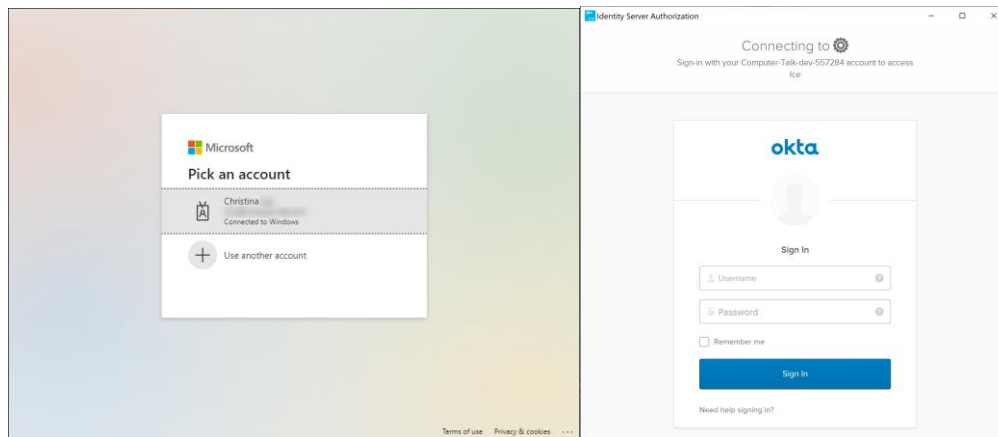 Microsoft
Pick an account
Christina
Connected to Windows
Use another account
Terms of use Privacy & cookies ...
Identity Server Authorization
Connecting to
Sign-in with your Computer-Talk-dev-557284 account to access
Ice
okta
Sign In
Username
Password
Remember me
Sign In
Need help signing in?